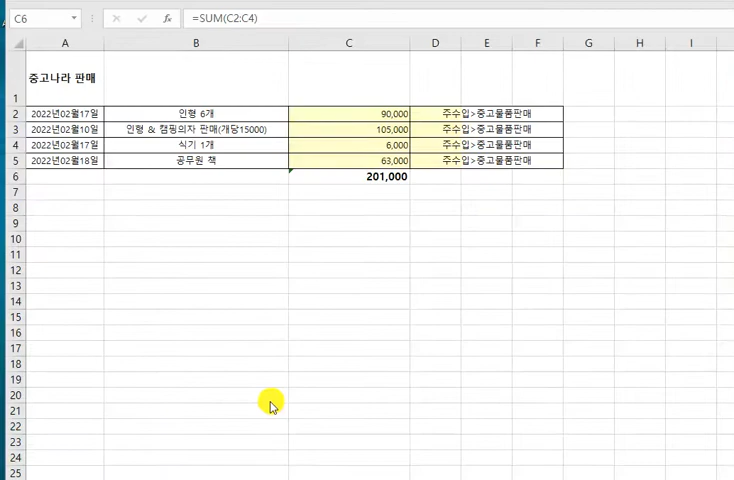 C6 fx =SUM(C2:C4)
A B C D E F G H I
1 중고나라 판매
2 2022년02월17일 인형 6개 90,000 주수입>중고물품판매
3 2022년02월10일 인형 & 캠핑의자 판매(개당15000) 105,000 주수입>중고물품판매
4 2022년02월17일 식기 1개 6,000 주수입>중고물품판매
5 2022년02월18일 공무원 책 63,000 주수입>중고물품판매
6 201,000
7
8
9
10
11
12
13
14
15
16
17
18
19
20
21
22
23
24
25